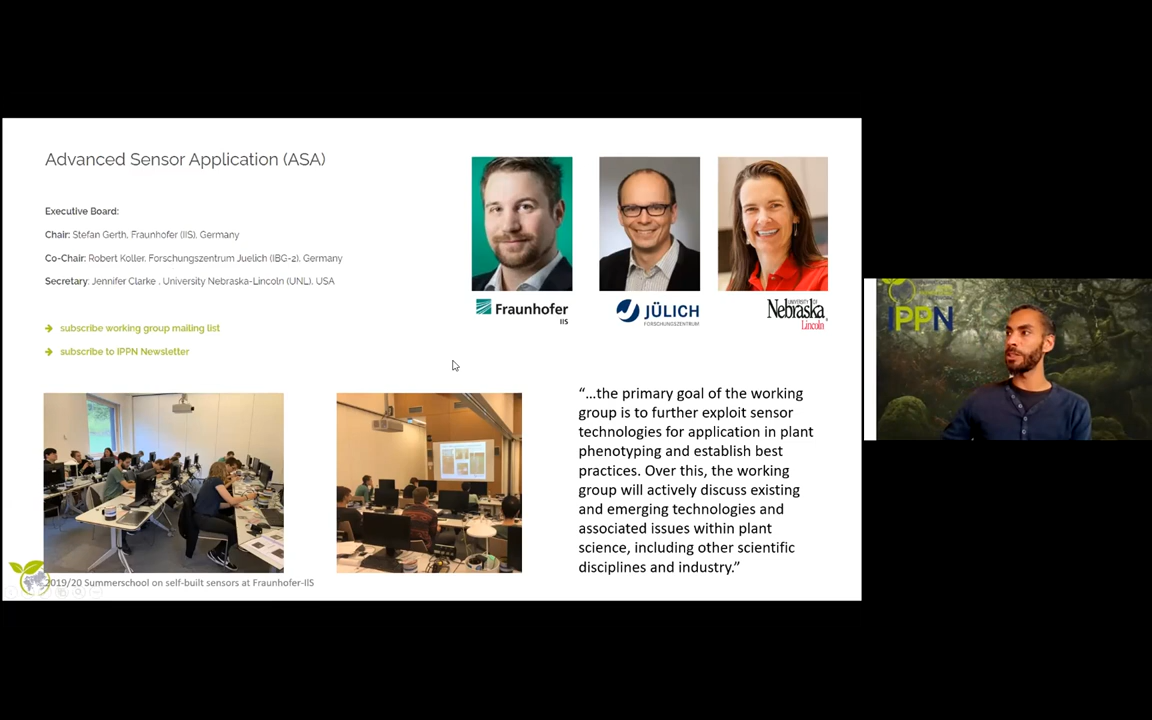 Advanced Sensor Application (ASA)
Executive Board:
Chair: Stefan Gerth, Fraunhofer (IIS), Germany
Co-Chair: Robert Koller, Forschungszentrum Juelich (IBG-2), Germany
Secretary: Jennifer Clarke , University Nebraska-Lincoln (UNL), USA
subscribe working group mailing list
subscribe to IPPN Newsletter
Fraunhofer
IIS
JÜLICH
FORSCHUNGSZENTRUM
UNIVERSITY OF
Nebraska
Lincoln
“…the primary goal of the working
group is to further exploit sensor
technologies for application in plant
phenotyping and establish best
practices. Over this, the working
group will actively discuss existing
and emerging technologies and
associated issues within plant
science, including other scientific
disciplines and industry.”
2019/20 Summerschool on self-built sensors at Fraunhofer-IIS
IPPN